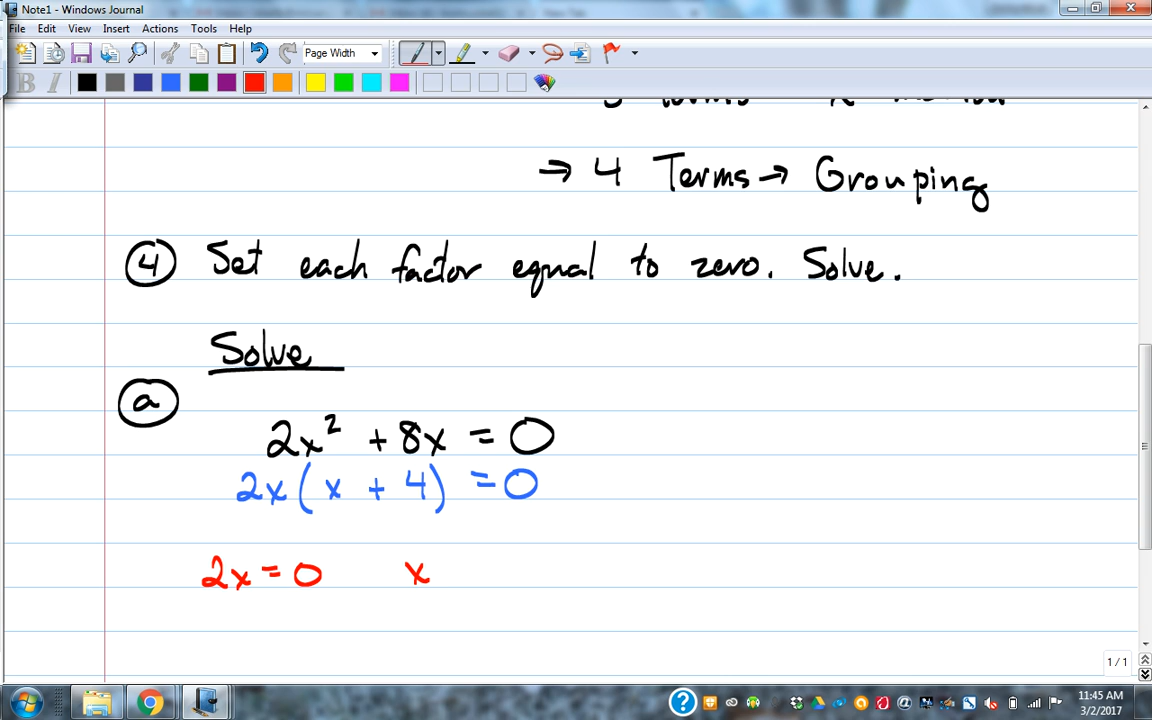 Note1 - Windows Journal
File Edit View Insert Actions Tools Help
Page Width
B I
→ 4 Terms → Grouping
④ Set each factor equal to zero. Solve.
Solve
ⓐ
2x² + 8x = 0
2x(x + 4) = 0
2x = 0 x
1 / 1
11:45 AM
3/2/2017